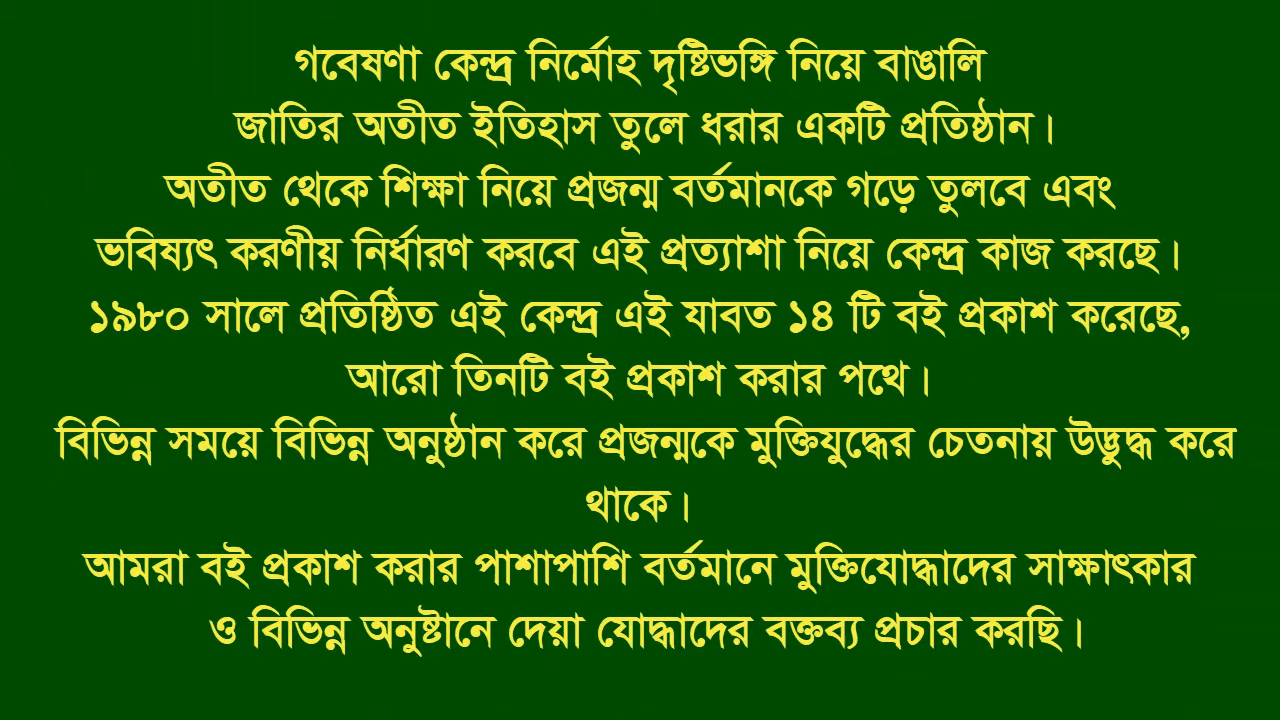 গবেষণা কেন্দ্র নির্মোহ দৃষ্টিভঙ্গি নিয়ে বাঙালি
জাতির অতীত ইতিহাস তুলে ধরার একটি প্রতিষ্ঠান।
অতীত থেকে শিক্ষা নিয়ে প্রজন্ম বর্তমানকে গড়ে তুলবে এবং
ভবিষ্যৎ করণীয় নির্ধারণ করবে এই প্রত্যাশা নিয়ে কেন্দ্র কাজ করছে।
১৯৮০ সালে প্রতিষ্ঠিত এই কেন্দ্র এই যাবত ১৪ টি বই প্রকাশ করেছে,
আরো তিনটি বই প্রকাশ করার পথে।
বিভিন্ন সময়ে বিভিন্ন অনুষ্ঠান করে প্রজন্মকে মুক্তিযুদ্ধের চেতনায় উদ্ভুদ্ধ করে
থাকে।
আমরা বই প্রকাশ করার পাশাপাশি বর্তমানে মুক্তিযোদ্ধাদের সাক্ষাৎকার
ও বিভিন্ন অনুষ্টানে দেয়া যোদ্ধাদের বক্তব্য প্রচার করছি।